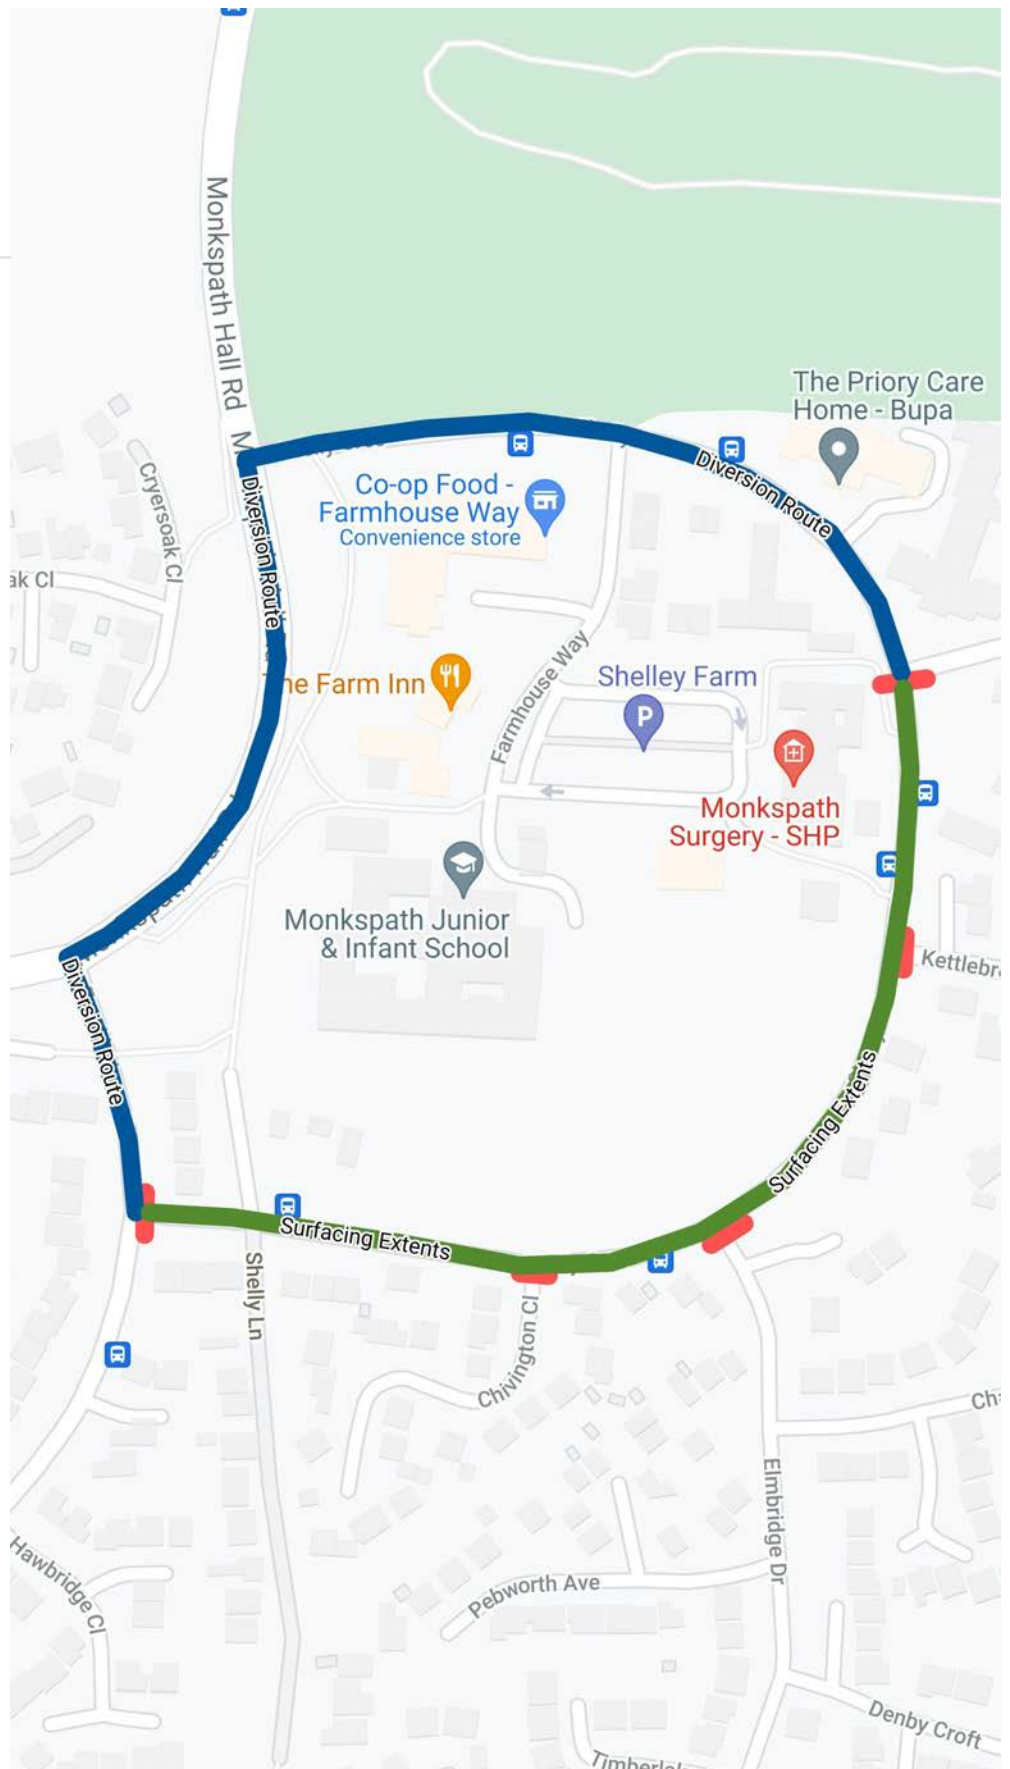 Monkspath Hall Rd
The Priory Care
Home - Bupa
Diversion Route
Co-op Food -
Farmhouse Way
Convenience store
Cryersoak Cl
ak Cl
Diversion Route
Diversion Route
he Farm Inn
Farmhouse Way
Shelley Farm
P
Monkspath
Surgery - SHP
Monkspath Junior
& Infant School
Kettlebr
Diversion Route
Surfacing Extents
Surfacing Extents
Shelly Ln
Chivington Cl
Ch
Elmbridge Dr
Hawbridge Cl
Pebworth Ave
Denby Croft
Timberla